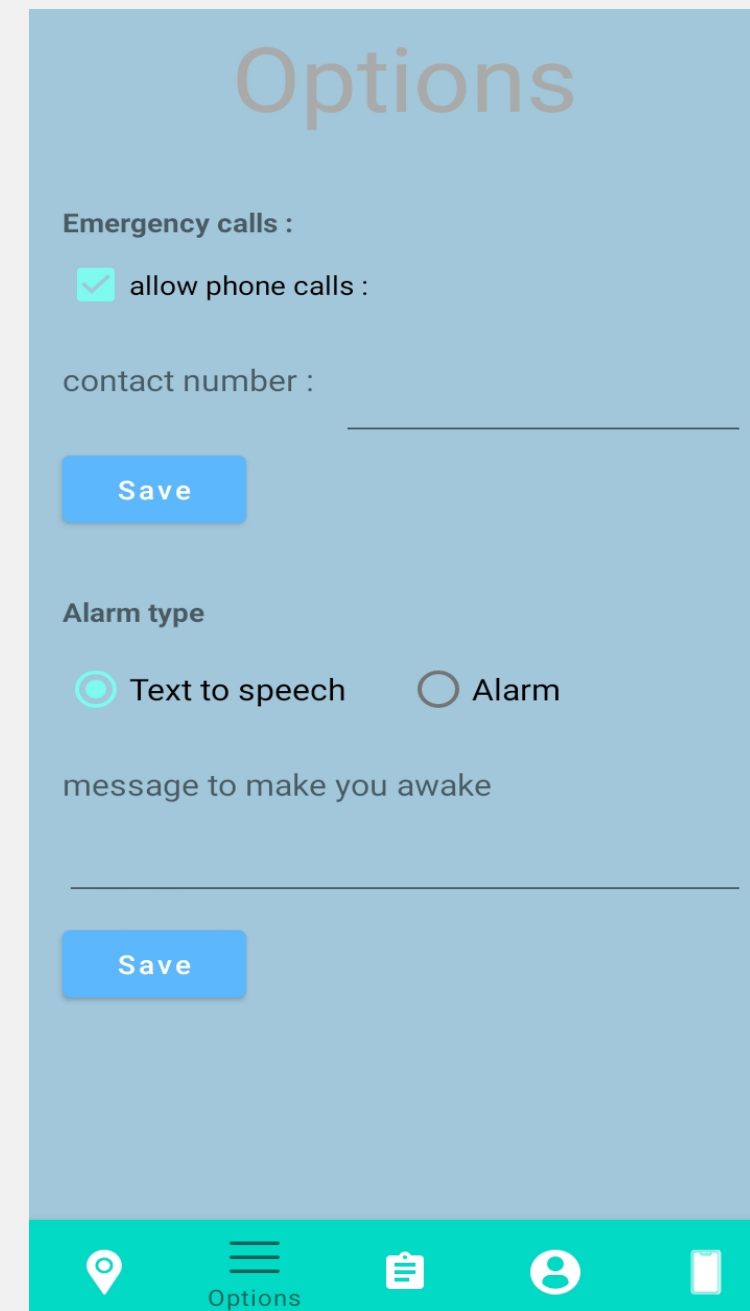 Options
Emergency calls :
allow phone calls :
contact number :
Save
Alarm type
Text to speech Alarm
message to make you awake
Save
Options